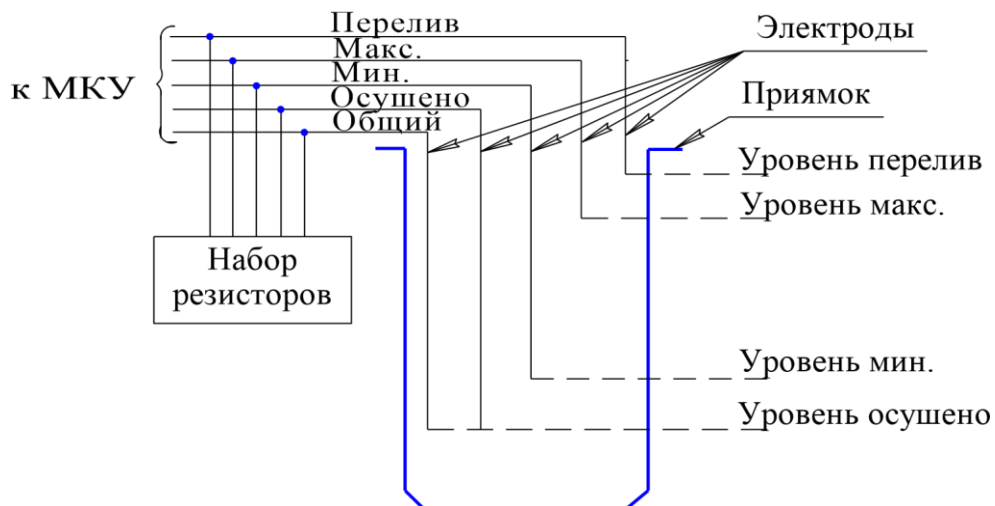 Перелив
Макс.
Мин.
Осушено
Общий
к МКУ
Электроды
Приямок
Уровень перелив
Уровень макс.
Набор
резисторов
Уровень мин.
Уровень осушено